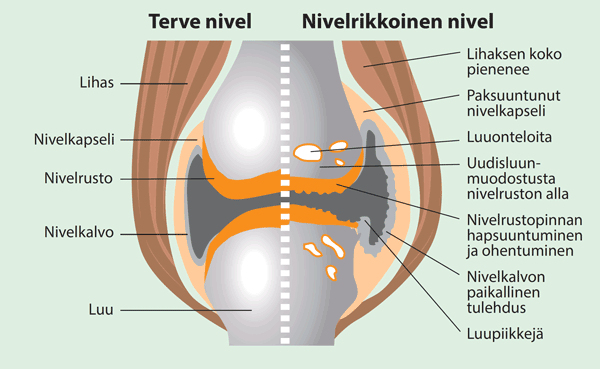 Terve nivel
Nivelrikkoinen nivel
Lihas
Nivelkapseli
Nivelrusto
Nivelkalvo
Luu
Lihaksen koko
pienenee
Paksuuntunut
nivelkapseli
Luuonteloita
Uudisluun-
muodostusta
nivelruston alla
Nivelrustopinnan
hapsuuntuminen
ja ohentuminen
Nivelkalvon
paikallinen
tulehdus
Luupiikkejä